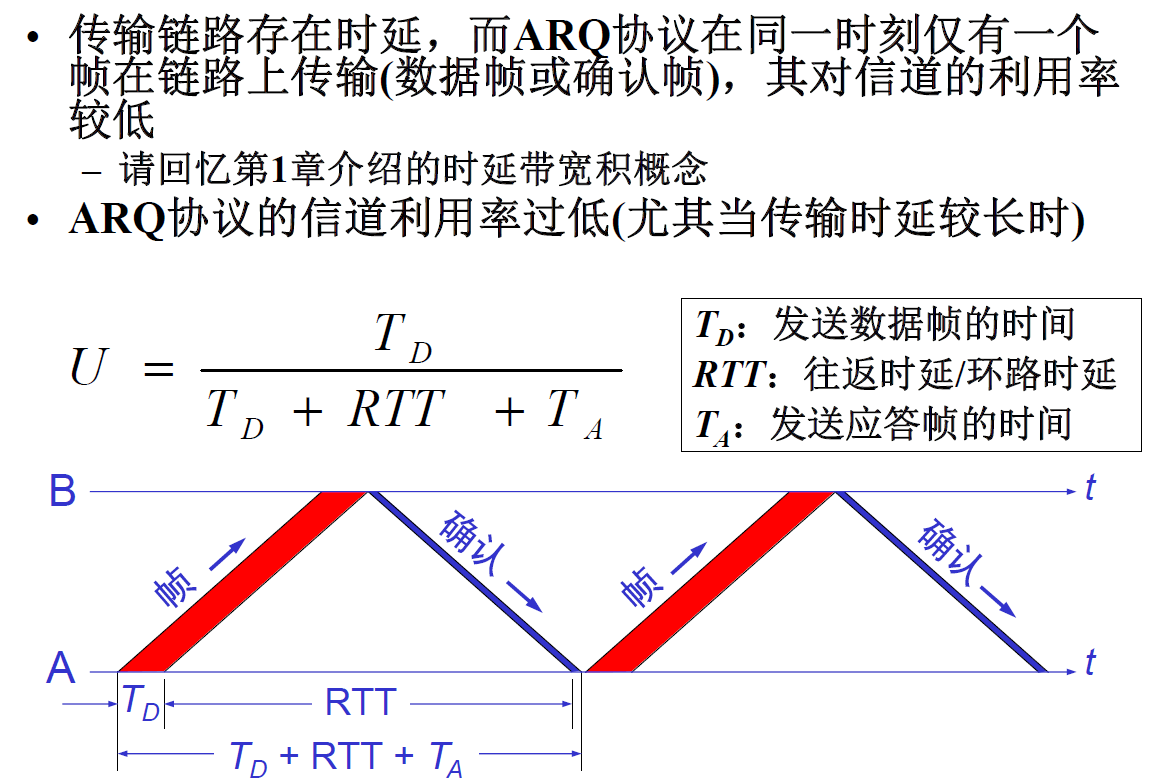 • 传输链路存在时延，而ARQ协议在同一时刻仅有一个
帧在链路上传输(数据帧或确认帧)，其对信道的利用率
较低
– 请回忆第1章介绍的时延带宽积概念
• ARQ协议的信道利用率过低(尤其当传输时延较长时)
U = T_D / (T_D + RTT + T_A)
T_D：发送数据帧的时间
RTT：往返时延/环路时延
T_A：发送应答帧的时间
B
t
帧
确认
帧
确认
A
t
T_D
RTT
T_D + RTT + T_A